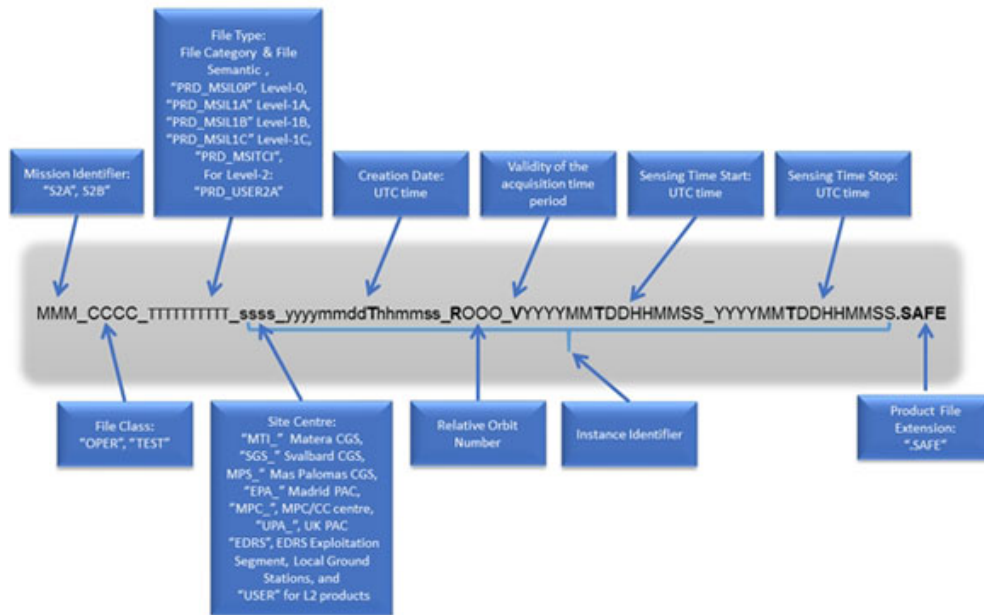 File Type:
File Category & File
Semantic ,
“PRD_MSIL0P” Level-0,
“PRD_MSIL1A” Level-1A,
“PRD_MSIL1B” Level-1B,
“PRD_MSIL1C” Level-1C,
“PRD_MSITCI”,
For Level-2:
“PRD_USER2A”
Mission Identifier:
“S2A”, S2B”
Creation Date:
UTC time
Validity of the
acquisition time
period
Sensing Time Start:
UTC time
Sensing Time Stop:
UTC time
MMM_CCCC_TTTTTTTTTT_ssss_yyyymmddThhmmss_ROOO_VYYYYMMTDDHHMMSS_YYYYMMTDDHHMMSS.SAFE
File Class:
“OPER”, “TEST”
Site Centre:
“MTI_” Matera CGS,
“SGS_” Svalbard CGS,
MPS_” Mas Palomas CGS,
“EPA_” Madrid PAC,
“MPC_”, MPC/CC centre,
“UPA_”, UK PAC
“EDRS”, EDRS Exploitation
Segment, Local Ground
Stations, and
“USER” for L2 products
Relative Orbit
Number
Instance Identifier
Product File
Extension:
“.SAFE”